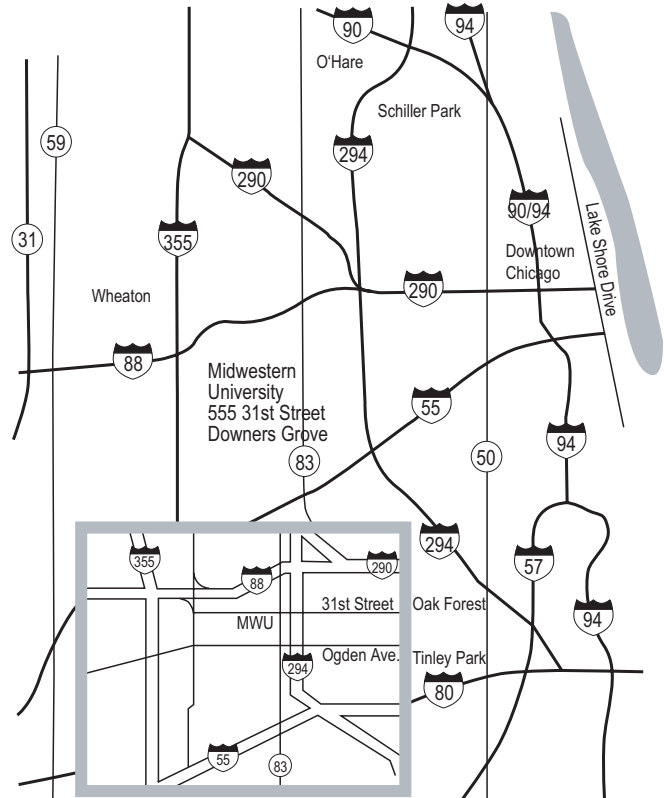 90
94
O'Hare
Schiller Park
59
294
290
90/94
31
355
Lake Shore Drive
Downtown
Chicago
290
Wheaton
88
Midwestern
University
555 31st Street
Downers Grove
55
94
83
50
294
57
355
290
88
31st Street
Oak Forest
94
MWU
Ogden Ave.
Tinley Park
294
80
55
83